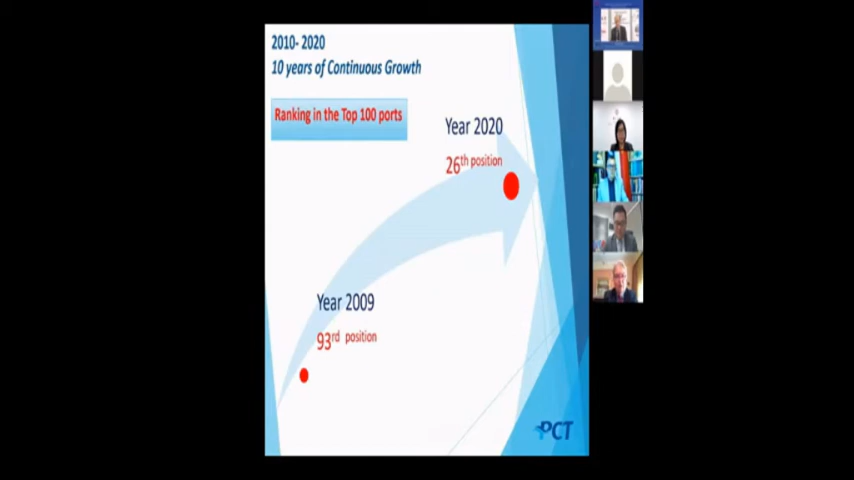 2010- 2020
10 years of Continuous Growth
Ranking in the Top 100 ports
Year 2020
26th position
Year 2009
93rd position
PCT